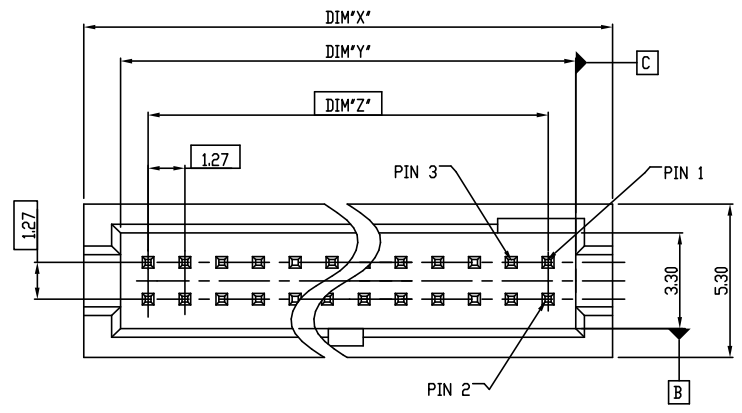 DIM"X"
DIM"Y"
C
DIM"Z"
1.27
PIN 3
PIN 1
1.27
3.30
5.30
PIN 2
B